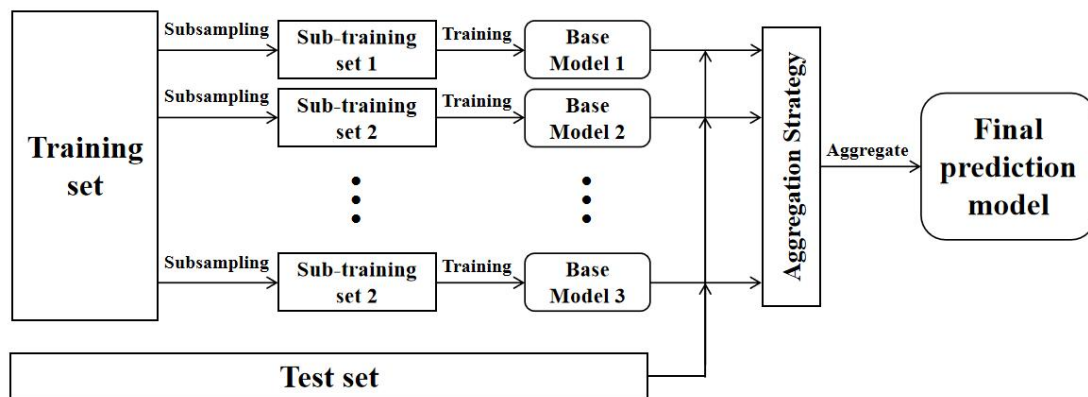 Training
set
Subsampling
Sub-training
set 1
Training
Base
Model 1
Subsampling
Sub-training
set 2
Training
Base
Model 2
Subsampling
Sub-training
set 2
Training
Base
Model 3
Test set
Aggregation Strategy
Aggregate
Final
prediction
model